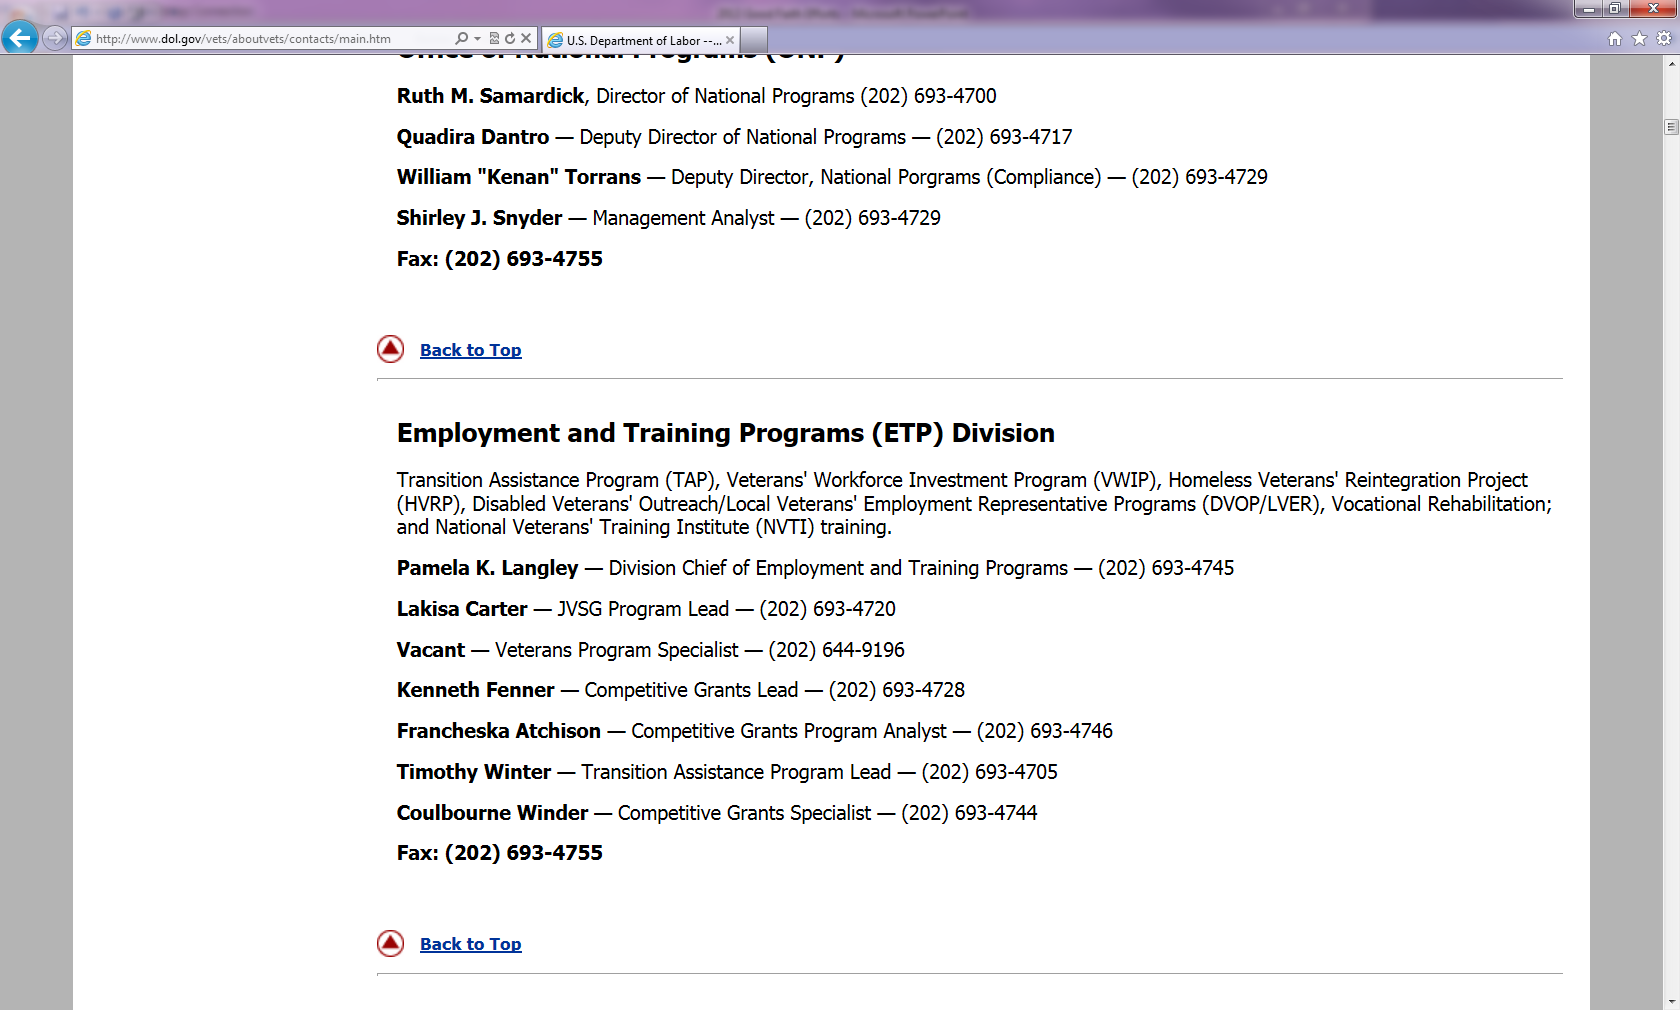 http://www.dol.gov/vets/aboutvets/contacts/main.htm
U.S. Department of Labor --...
Office of National Programs (ONP)
Ruth M. Samardick, Director of National Programs (202) 693-4700
Quadira Dantro — Deputy Director of National Programs — (202) 693-4717
William "Kenan" Torrans — Deputy Director, National Porgrams (Compliance) — (202) 693-4729
Shirley J. Snyder — Management Analyst — (202) 693-4729
Fax: (202) 693-4755
Back to Top
Employment and Training Programs (ETP) Division
Transition Assistance Program (TAP), Veterans' Workforce Investment Program (VWIP), Homeless Veterans' Reintegration Project
(HVRP), Disabled Veterans' Outreach/Local Veterans' Employment Representative Programs (DVOP/LVER), Vocational Rehabilitation;
and National Veterans' Training Institute (NVTI) training.
Pamela K. Langley — Division Chief of Employment and Training Programs — (202) 693-4745
Lakisa Carter — JVSG Program Lead — (202) 693-4720
Vacant — Veterans Program Specialist — (202) 644-9196
Kenneth Fenner — Competitive Grants Lead — (202) 693-4728
Francheska Atchison — Competitive Grants Program Analyst — (202) 693-4746
Timothy Winter — Transition Assistance Program Lead — (202) 693-4705
Coulbourne Winder — Competitive Grants Specialist — (202) 693-4744
Fax: (202) 693-4755
Back to Top